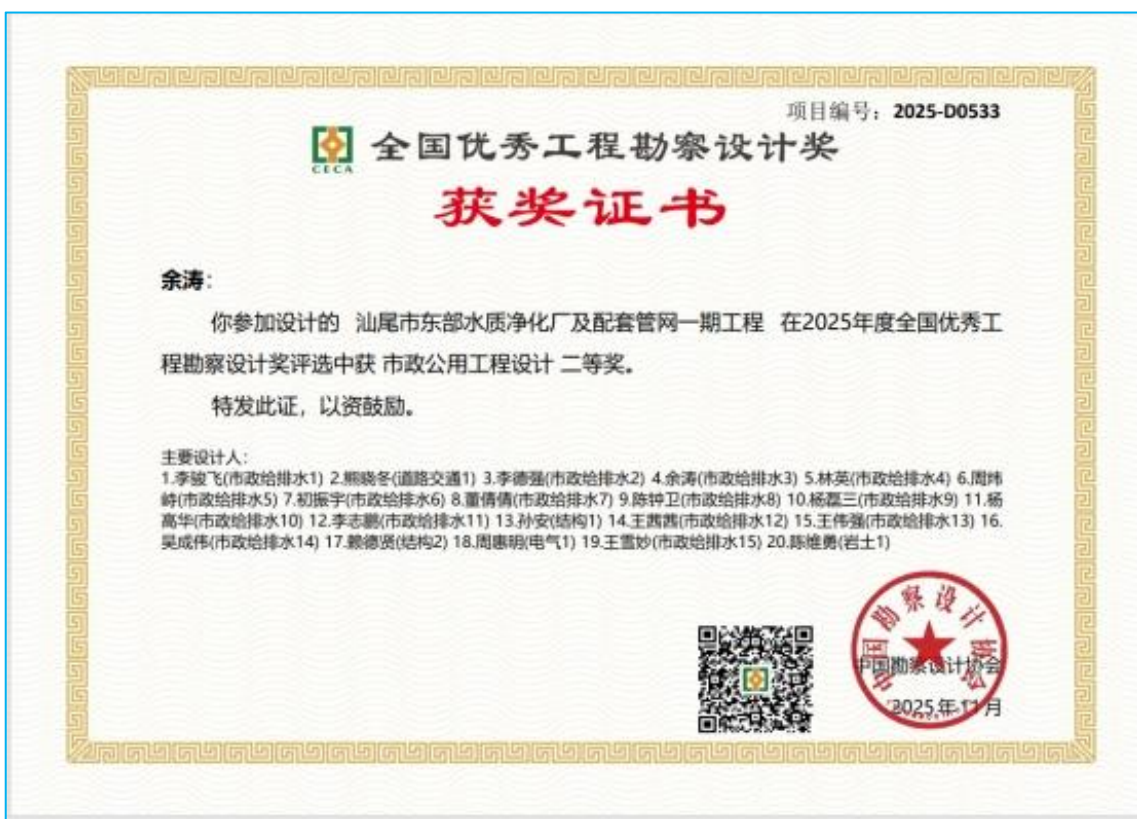 项目编号：2025-D0533
CECA
全国优秀工程勘察设计奖
获奖证书
余涛：
你参加设计的 汕尾市东部水质净化厂及配套管网一期工程 在2025年度全国优秀工
程勘察设计奖评选中获 市政公用工程设计 二等奖。
特发此证，以资鼓励。
主要设计人：
1.李骏飞(市政给排水1) 2.熊晓冬(道路交通1) 3.李德强(市政给排水2) 4.余涛(市政给排水3) 5.林英(市政给排水4) 6.周炜
峙(市政给排水5) 7.初振宇(市政给排水6) 8.董倩倩(市政给排水7) 9.陈钟卫(市政给排水8) 10.杨磊三(市政给排水9) 11.杨
高华(市政给排水10) 12.李志鹏(市政给排水11) 13.孙安(结构1) 14.王茜茜(市政给排水12) 15.王伟强(市政给排水13) 16.
吴成伟(市政给排水14) 17.赖德贤(结构2) 18.周惠明(电气1) 19.王雪妙(市政给排水15) 20.陈维勇(岩土1)
中国勘察设计协会
中国勘察设计协会
2025年11月